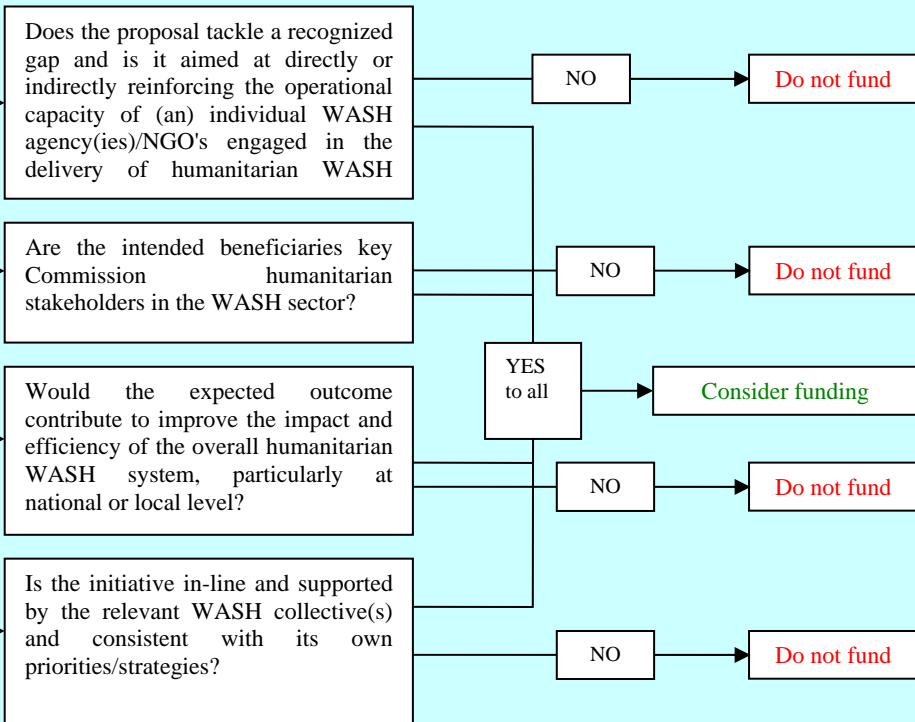 Does the proposal tackle a recognized
gap and is it aimed at directly or
indirectly reinforcing the operational
capacity of (an) individual WASH
agency(ies)/NGO's engaged in the
delivery of humanitarian WASH
NO
Do not fund
Are the intended beneficiaries key
Commission humanitarian
stakeholders in the WASH sector?
NO
Do not fund
YES
to all
Consider funding
Would the expected outcome
contribute to improve the impact and
efficiency of the overall humanitarian
WASH system, particularly at
national or local level?
NO
Do not fund
Is the initiative in-line and supported
by the relevant WASH collective(s)
and consistent with its own
priorities/strategies?
NO
Do not fund